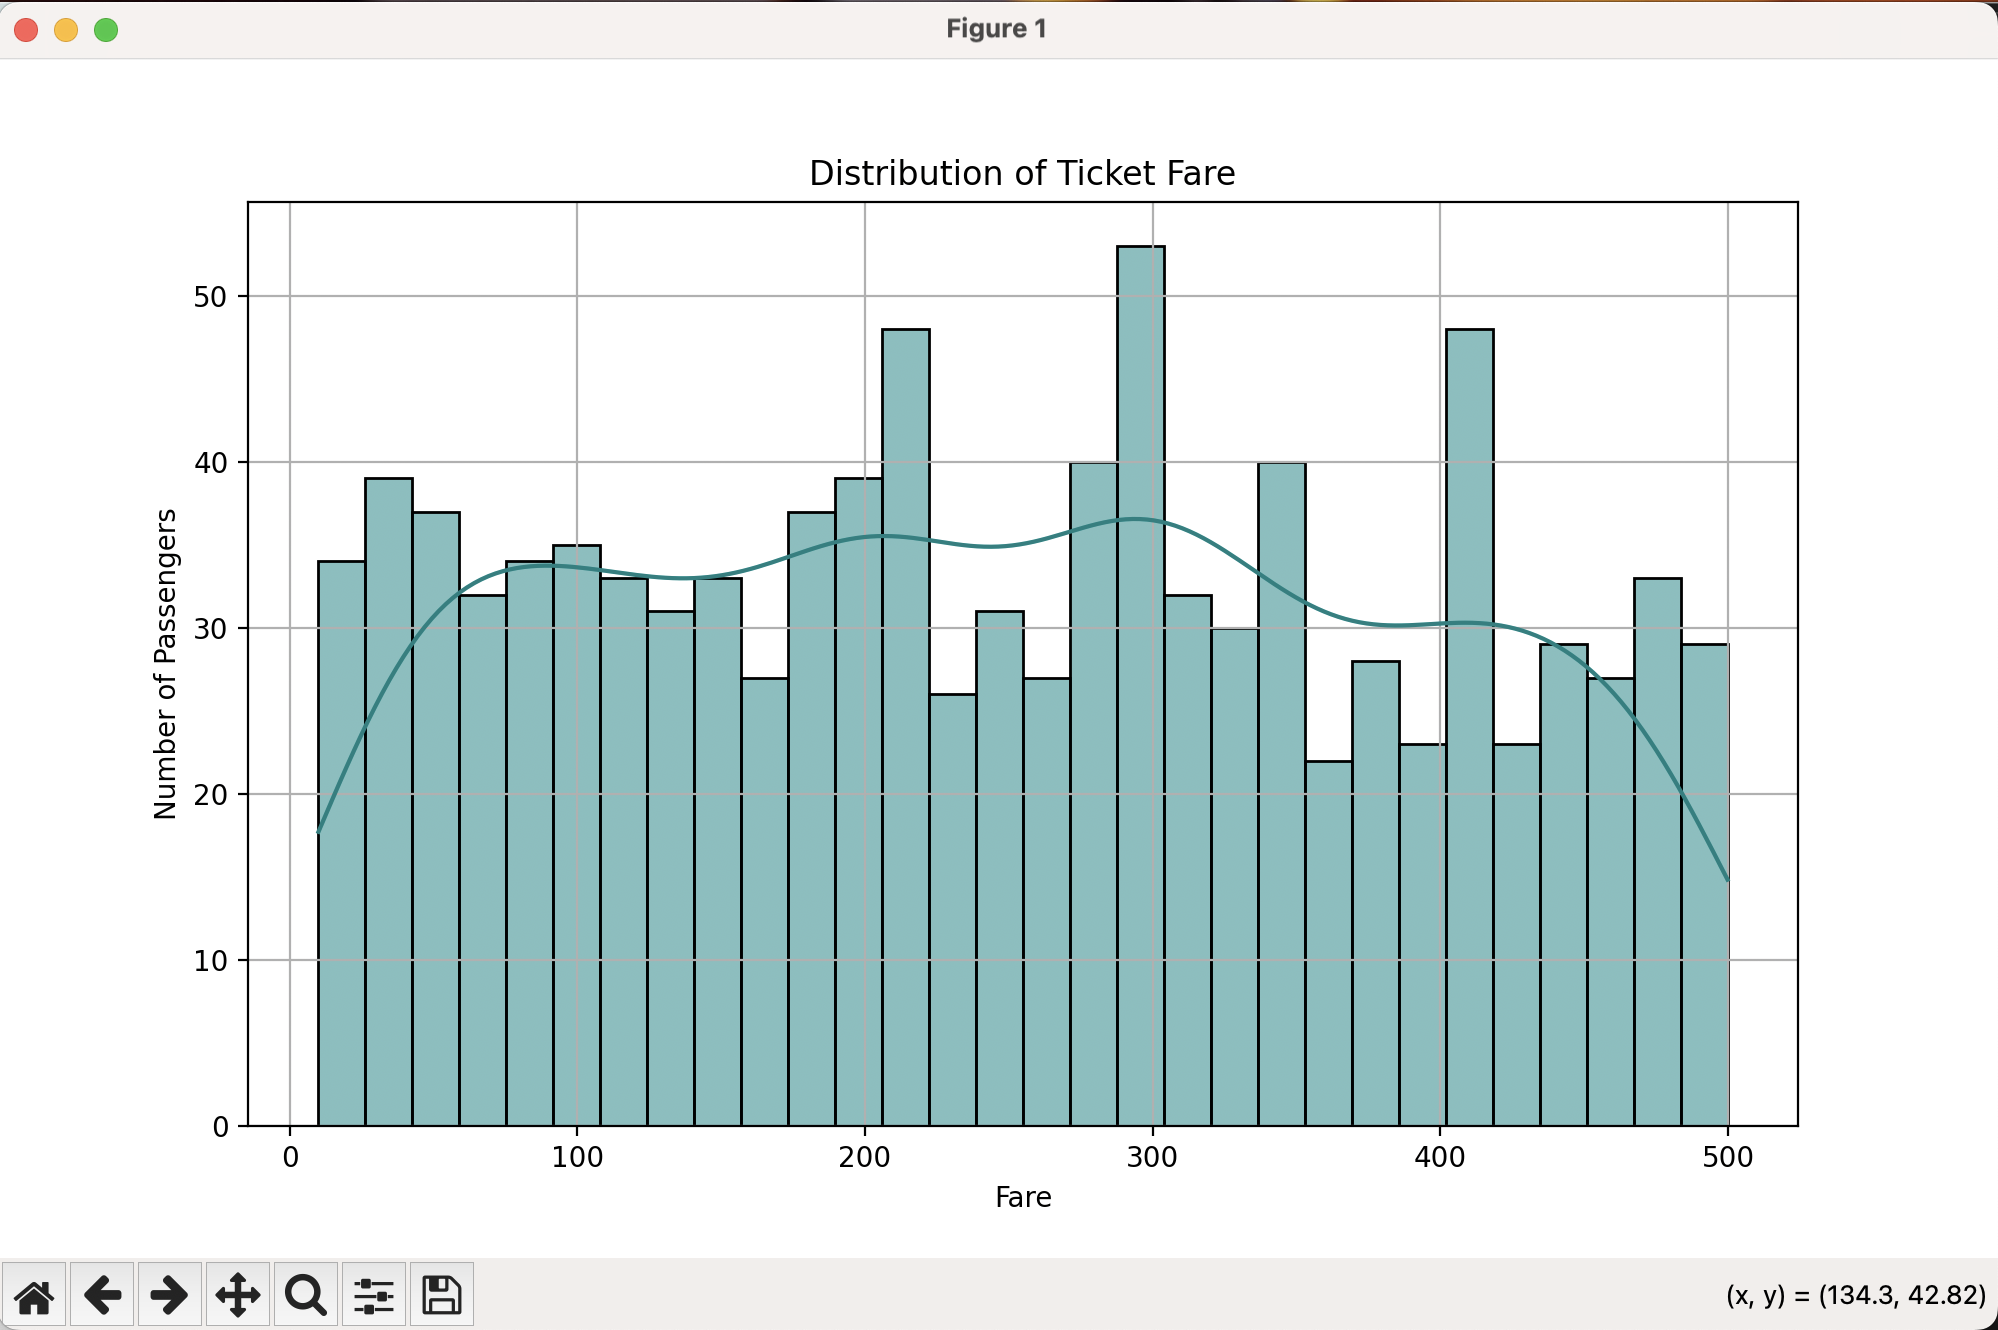 Figure 1
Distribution of Ticket Fare
50
40
30
20
10
0
Number of Passengers
0 100 200 300 400 500
Fare
(x, y) = (134.3, 42.82)